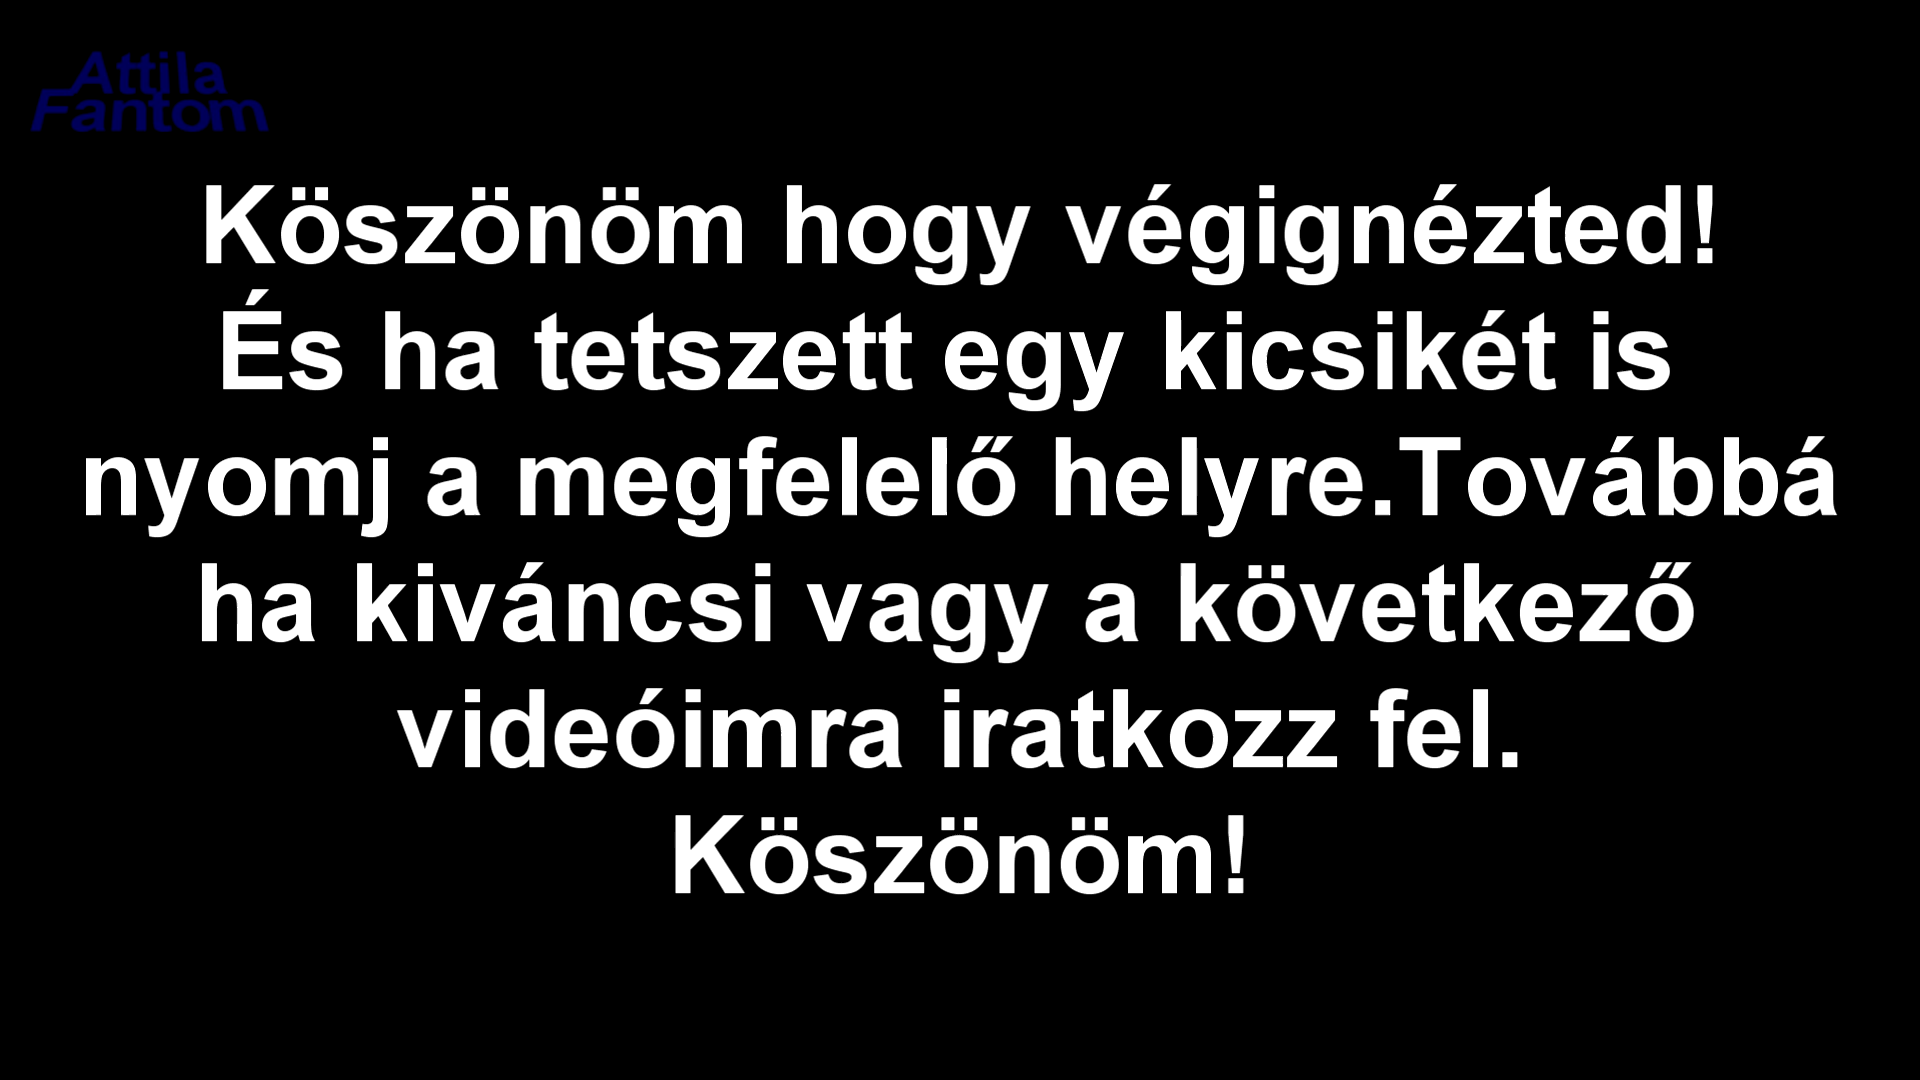 Attila
Fantom
Köszönöm hogy végignézted!
És ha tetszett egy kicsikét is
nyomj a megfelelő helyre.Továbbá
ha kiváncsi vagy a következő
videóimra iratkozz fel.
Köszönöm!